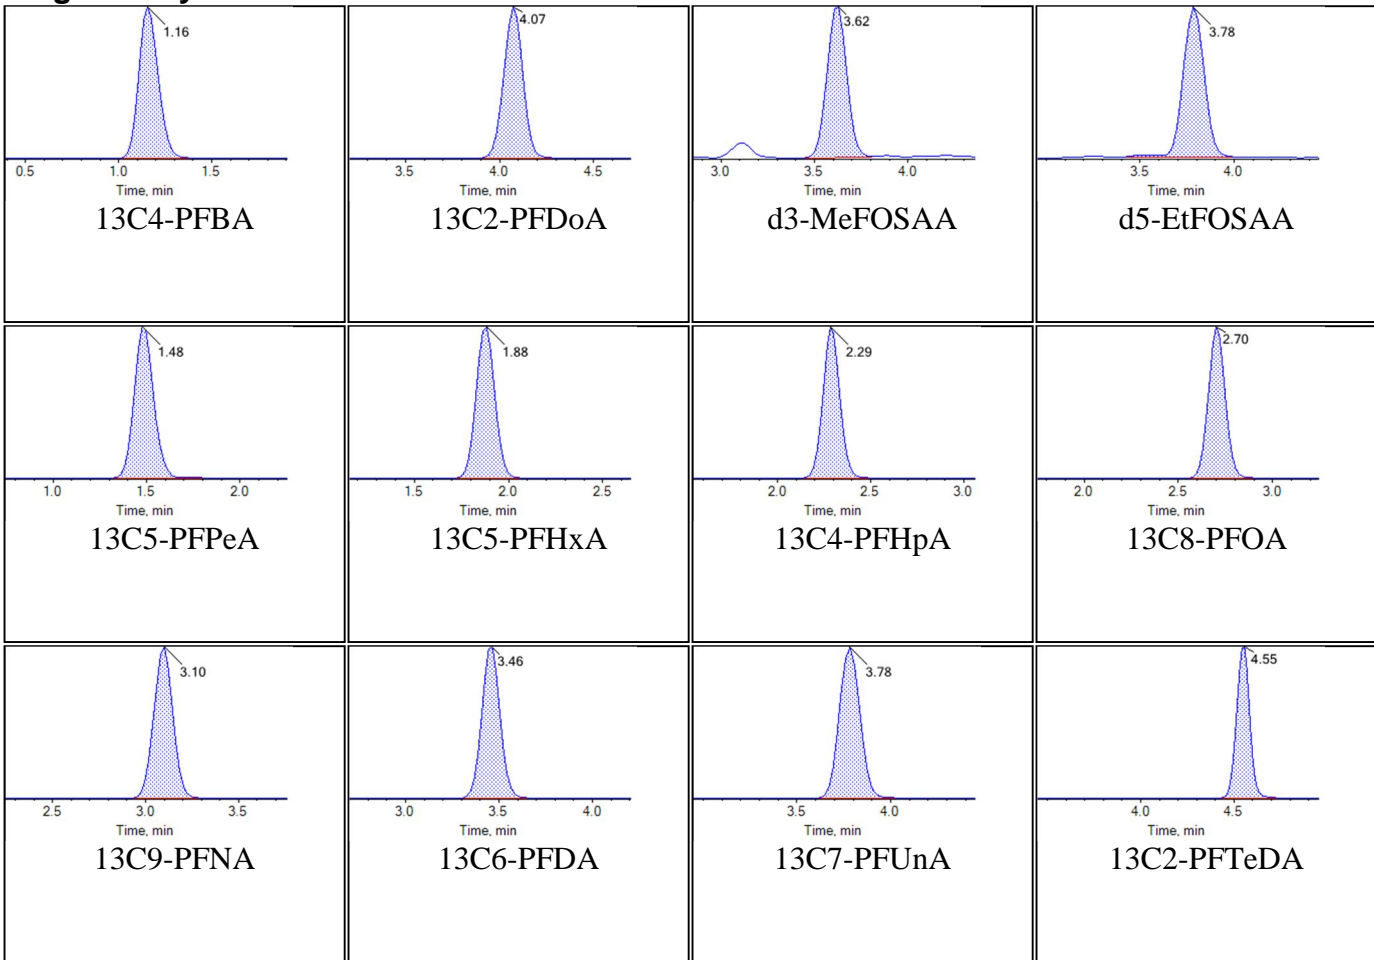 1.16
0.5 1.0 1.5
Time, min
13C4-PFBA
4.07
3.5 4.0 4.5
Time, min
13C2-PFDoA
3.62
3.0 3.5 4.0
Time, min
d3-MeFOSAA
3.78
3.5 4.0
Time, min
d5-EtFOSAA
1.48
1.0 1.5 2.0
Time, min
13C5-PFPeA
1.88
1.5 2.0 2.5
Time, min
13C5-PFHxA
2.29
2.0 2.5 3.0
Time, min
13C4-PFHpA
2.70
2.0 2.5 3.0
Time, min
13C8-PFOA
3.10
2.5 3.0 3.5
Time, min
13C9-PFNA
3.46
3.0 3.5 4.0
Time, min
13C6-PFDA
3.78
3.5 4.0
Time, min
13C7-PFUnA
4.55
4.0 4.5
Time, min
13C2-PFTeDA